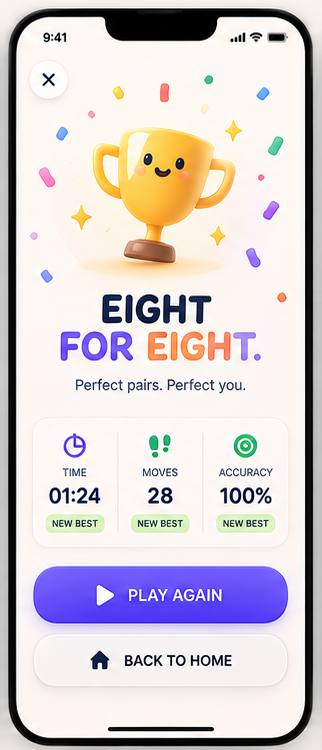 9:41
EIGHT
FOR EIGHT.
Perfect pairs. Perfect you.
TIME
MOVES
ACCURACY
01:24
28
100%
NEW BEST
NEW BEST
NEW BEST
PLAY AGAIN
BACK TO HOME